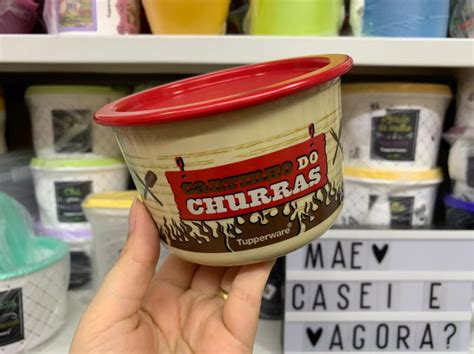 CANTINHO DO
CHURRAS
Tupperware
MAE ♥
CASEI E
♥ AGORA?